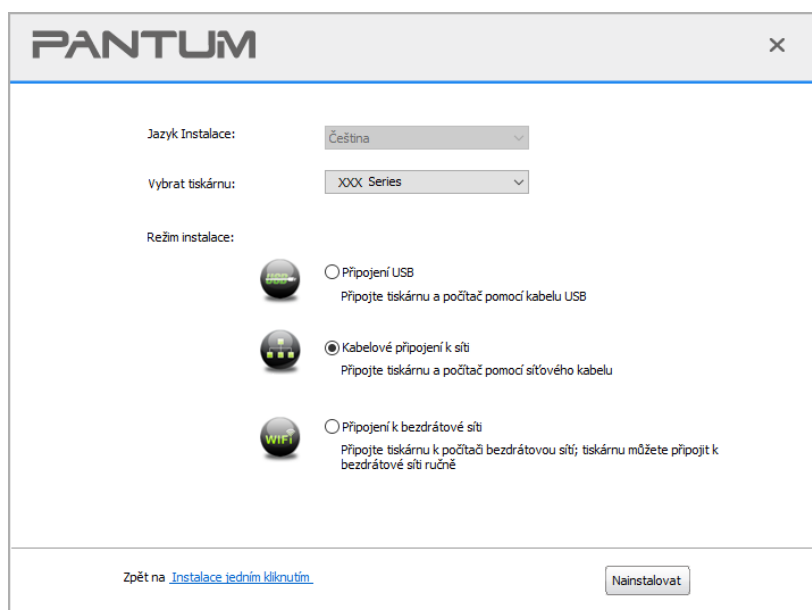 PANTUM
Jazyk Instalace:
Čeština
Vybrat tiskárnu:
XXX Series
Režim instalace:
USB
Připojení USB
Připojte tiskárnu a počítač pomocí kabelu USB
Kabelové připojení k síti
Připojte tiskárnu a počítač pomocí síťového kabelu
WiFi
Připojení k bezdrátové síti
Připojte tiskárnu k počítači bezdrátovou sítí; tiskárnu můžete připojit k
bezdrátové síti ručně
Zpět na Instalace jedním kliknutím
Nainstalovat